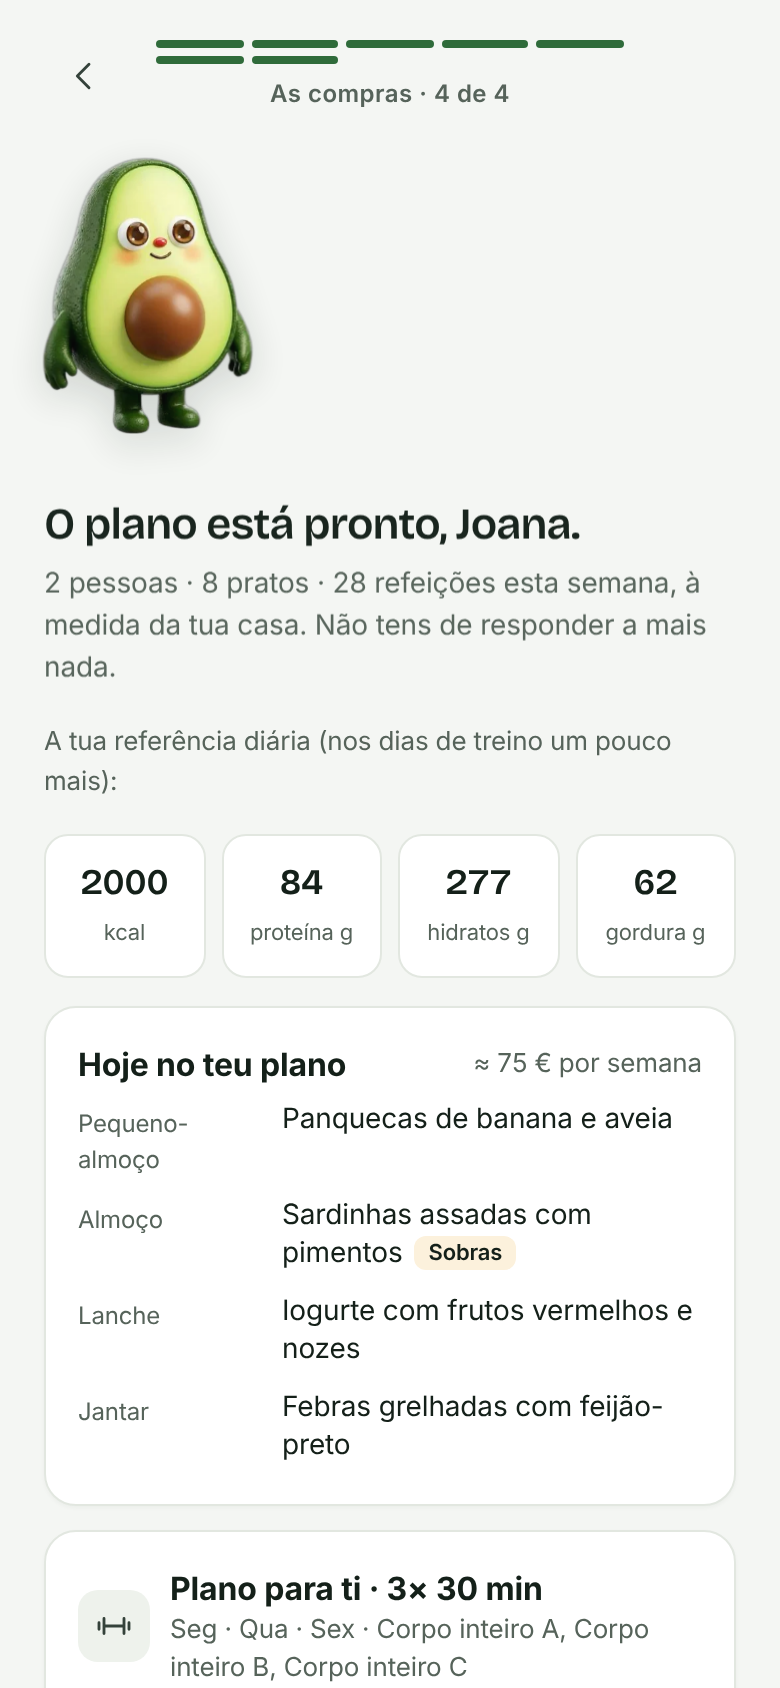 As compras · 4 de 4
O plano está pronto, Joana.
2 pessoas · 8 pratos · 28 refeições esta semana, à
medida da tua casa. Não tens de responder a mais
nada.
A tua referência diária (nos dias de treino um pouco
mais):
2000
kcal
84
proteína g
277
hidratos g
62
gordura g
Hoje no teu plano
≈ 75 € por semana
Pequeno-
almoço
Panquecas de banana e aveia
Almoço
Sardinhas assadas com
pimentos Sobras
Lanche
Iogurte com frutos vermelhos e
nozes
Jantar
Febras grelhadas com feijão-
preto
Plano para ti · 3× 30 min
Seg · Qua · Sex · Corpo inteiro A, Corpo
inteiro B, Corpo inteiro C